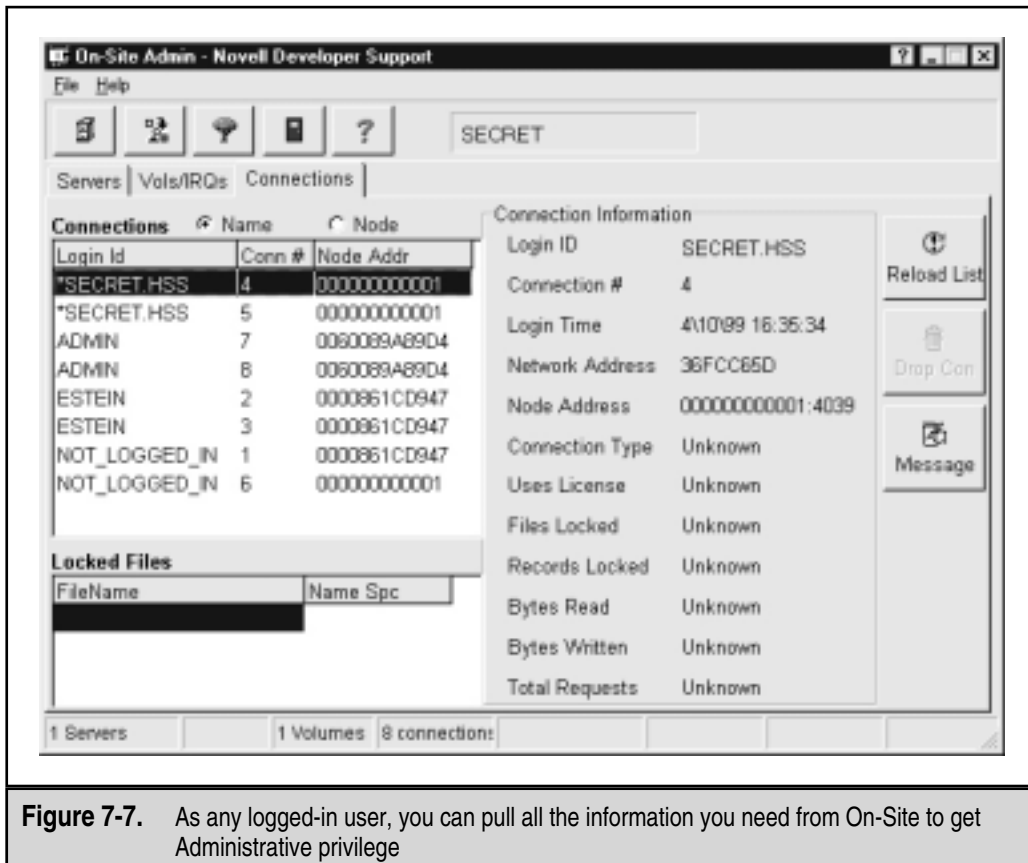 On-Site Admin - Novell Developer Support
File Help
SECRET
Servers Vols/IRQs Connections
Connections Name Node
Login Id Conn # Node Addr
*SECRET.HSS 4 000000000001
*SECRET.HSS 5 000000000001
ADMIN 7 0060089A89D4
ADMIN 8 0060089A89D4
ESTEIN 2 0000861CD947
ESTEIN 3 0000861CD947
NOT_LOGGED_IN 1 0000861CD947
NOT_LOGGED_IN 6 000000000001
Locked Files
FileName Name Spc
Connection Information
Login ID SECRET.HSS
Connection # 4
Login Time 4\10\99 16:35:34
Network Address 36FCC65D
Node Address 000000000001:4039
Connection Type Unknown
Uses License Unknown
Files Locked Unknown
Records Locked Unknown
Bytes Read Unknown
Bytes Written Unknown
Total Requests Unknown
Reload List
Drop Con
Message
1 Servers 1 Volumes 8 connections
Figure 7-7. As any logged-in user, you can pull all the information you need from On-Site to get
Administrative privilege